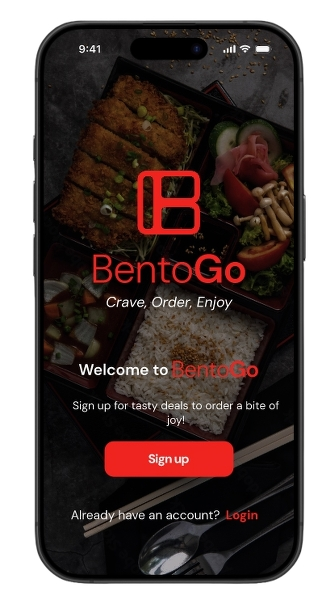 9:41
BentoGo
Crave, Order, Enjoy
Welcome to BentoGo
Sign up for tasty deals to order a bite of
joy!
Sign up
Already have an account? Login